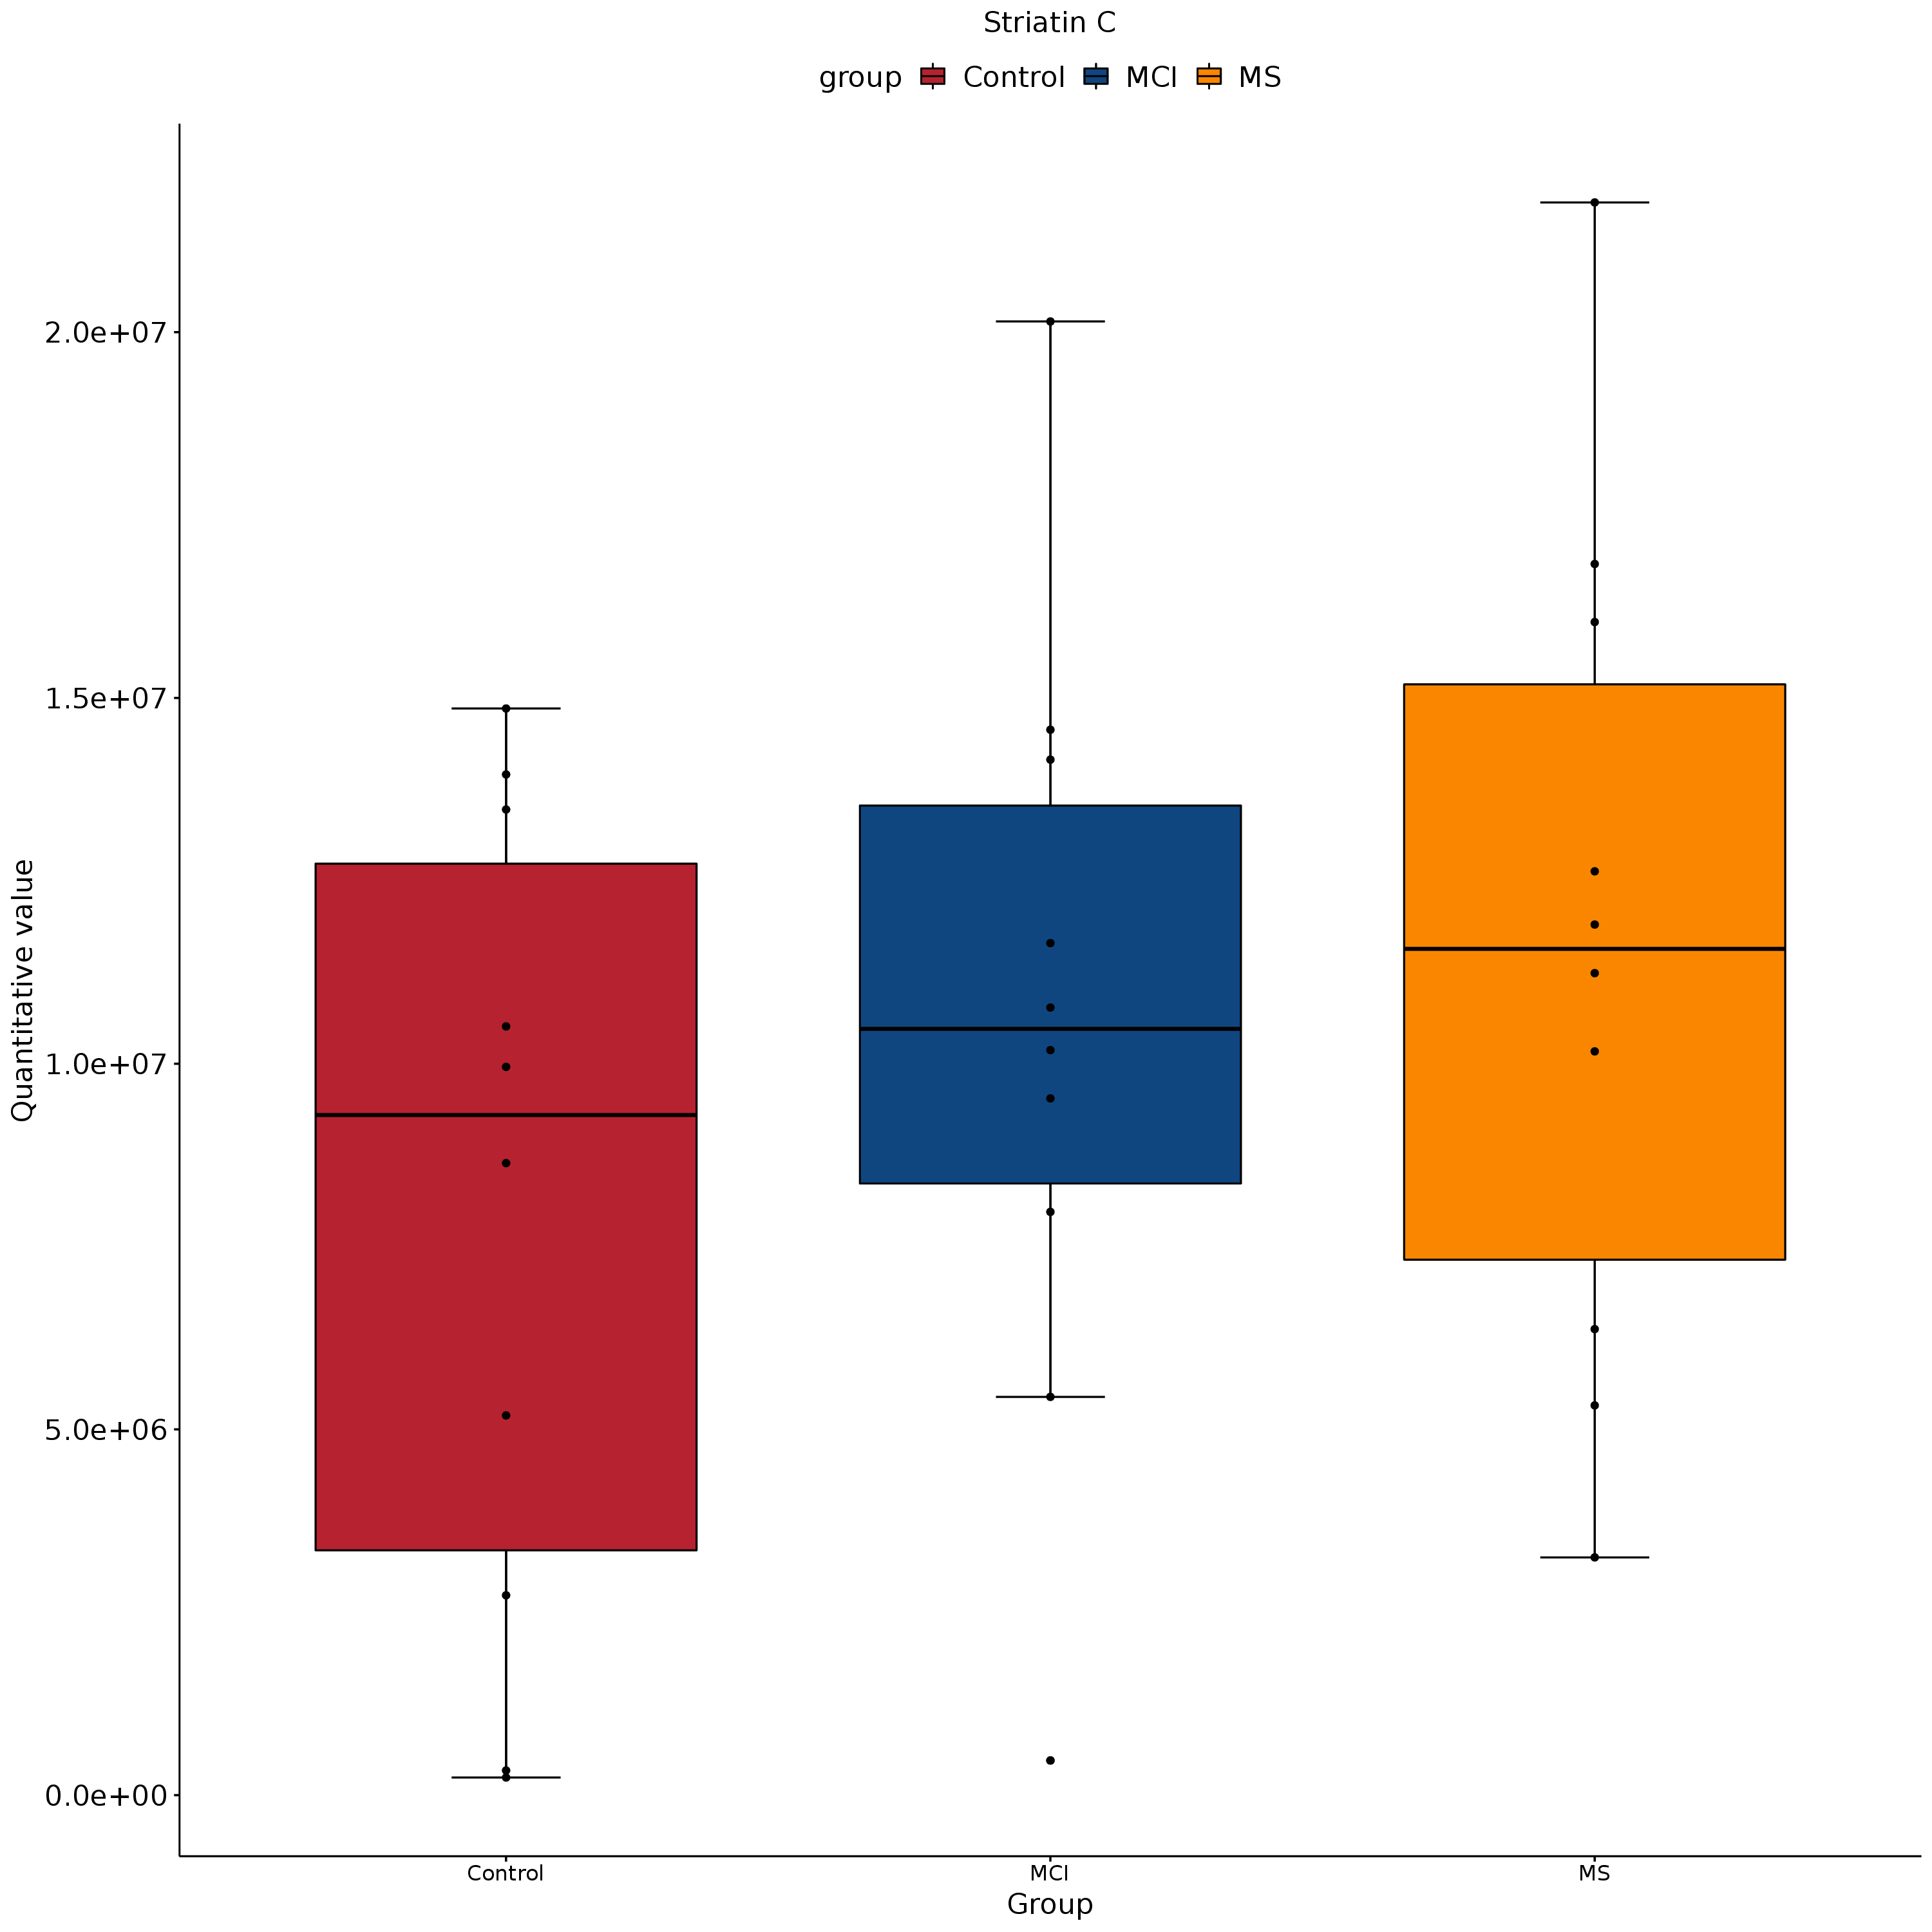 Striatin C
group Control MCI MS
Quantitative value
2.0e+07
1.5e+07
1.0e+07
5.0e+06
0.0e+00
Control MCI MS
Group